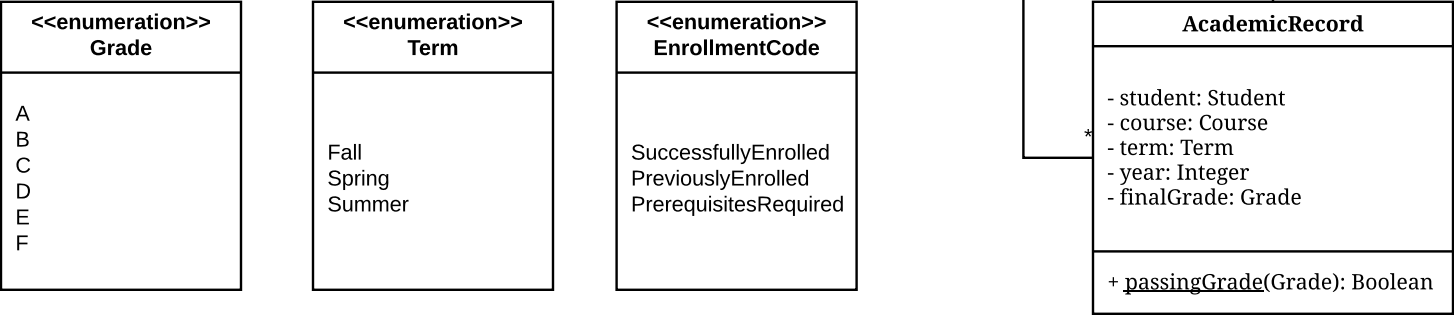 <<enumeration>>
Grade
A
B
C
D
E
F
<<enumeration>>
Term
Fall
Spring
Summer
<<enumeration>>
EnrollmentCode
SuccessfullyEnrolled
PreviouslyEnrolled
PrerequisitesRequired
*
AcademicRecord
- student: Student
- course: Course
- term: Term
- year: Integer
- finalGrade: Grade
+ passingGrade(Grade): Boolean